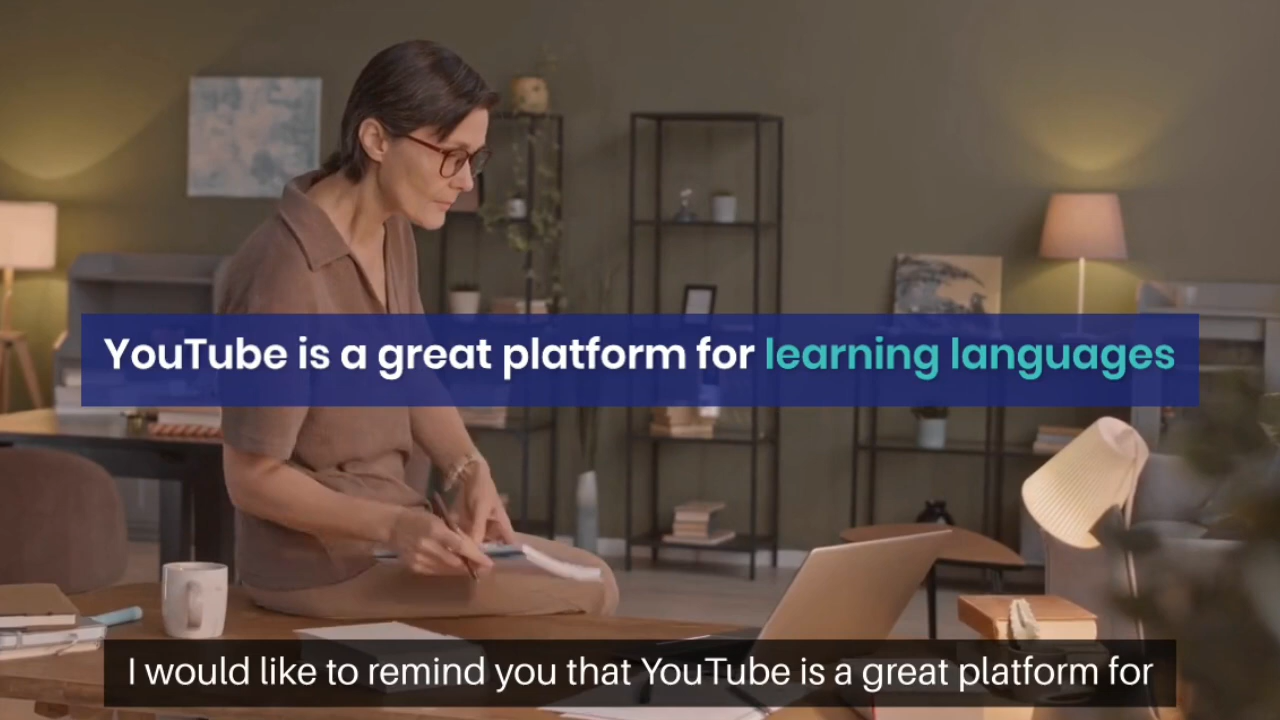 YouTube is a great platform for learning languages
I would like to remind you that YouTube is a great platform for